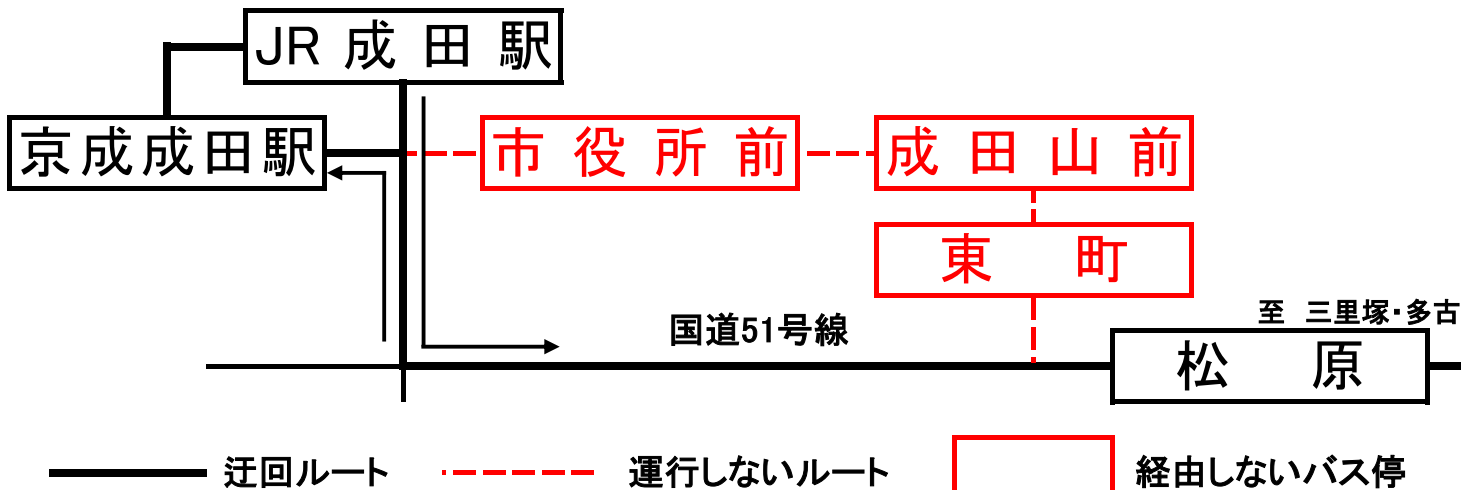 JR成田駅
京成成田駅
市役所前
成田山前
東町
至 三里塚・多古
国道51号線
松原
迂回ルート
運行しないルート
経由しないバス停